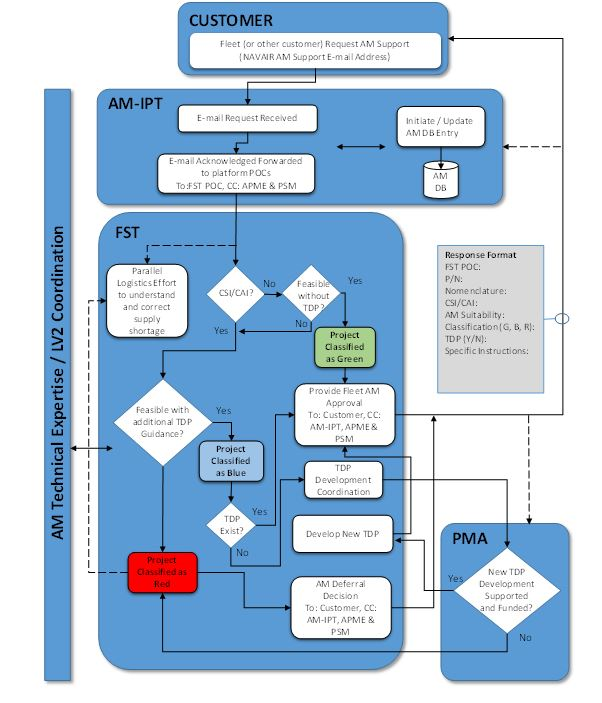 CUSTOMER
Fleet (or other customer) Request AM Support
(NAVAIR AM Support E-mail Address)
AM-IPT
E-mail Request Received
Initiate / Update
AM DB Entry
E-mail Acknowledged Forwarded
to platform POCs
To:FST POC, CC: APME & PSM
AM
DB
AM Technical Expertise / LV2 Coordination
FST
Parallel
Logistics Effort
to understand
and correct
supply
shortage
CSI/CAI?
No
Feasible
without
TDP?
Yes
Yes
No
Project
Classified
as Green
Response Format
FST POC:
P/N:
Nomenclature:
CSI/CAI:
AM Suitability:
Classification (G, B, R):
TDP (Y/N):
Specific Instructions:
Feasible with
additional TDP
Guidance?
Yes
Project
Classified
as Blue
Provide Fleet AM
Approval
To: Customer, CC:
AM-IPT, APME &
PSM
TDP
Development
Coordination
TDP
Exist?
Yes
No
Develop New TDP
PMA
New TDP
Development
Supported
and Funded?
Yes
No
Project
Classified as
Red
AM Deferral
Decision
To: Customer, CC:
AM-IPT, APME &
PSM